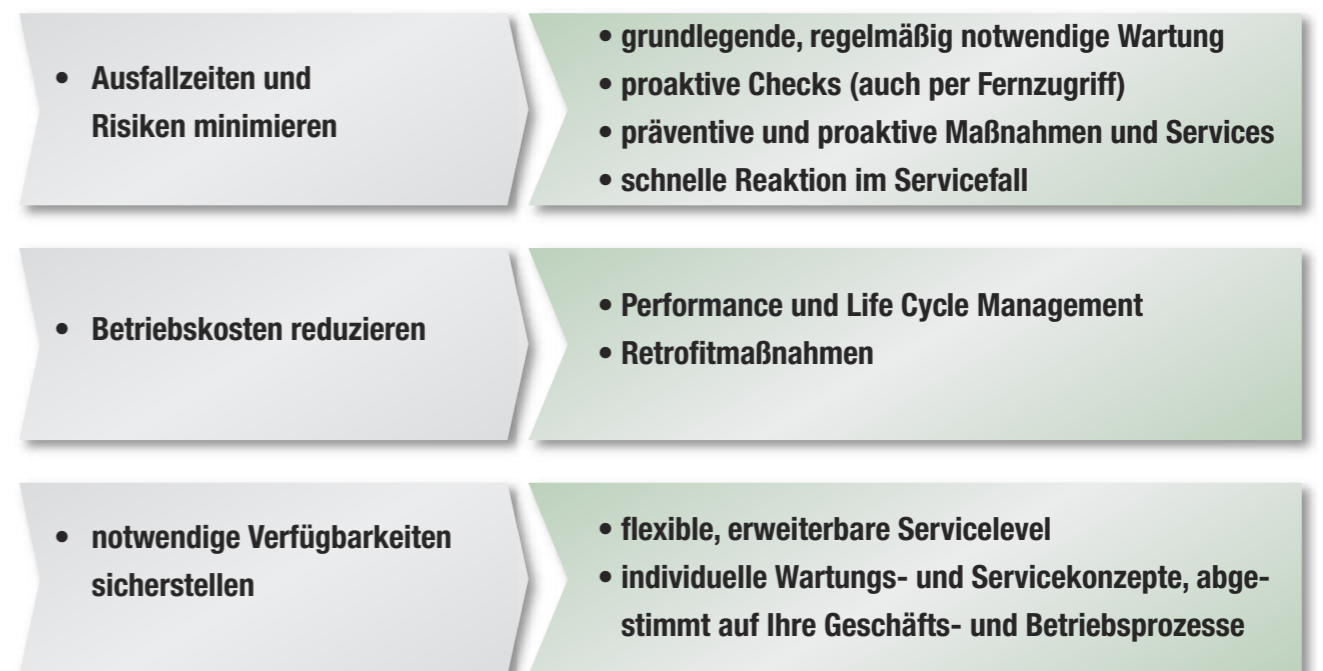 • Ausfallzeiten und
Risiken minimieren
• grundlegende, regelmäßig notwendige Wartung
• proaktive Checks (auch per Fernzugriff)
• präventive und proaktive Maßnahmen und Services
• schnelle Reaktion im Servicefall
• Betriebskosten reduzieren
• Performance und Life Cycle Management
• Retrofitmaßnahmen
• notwendige Verfügbarkeiten
sicherstellen
• flexible, erweiterbare Servicelevel
• individuelle Wartungs- und Servicekonzepte, abge-
stimmt auf Ihre Geschäfts- und Betriebsprozesse